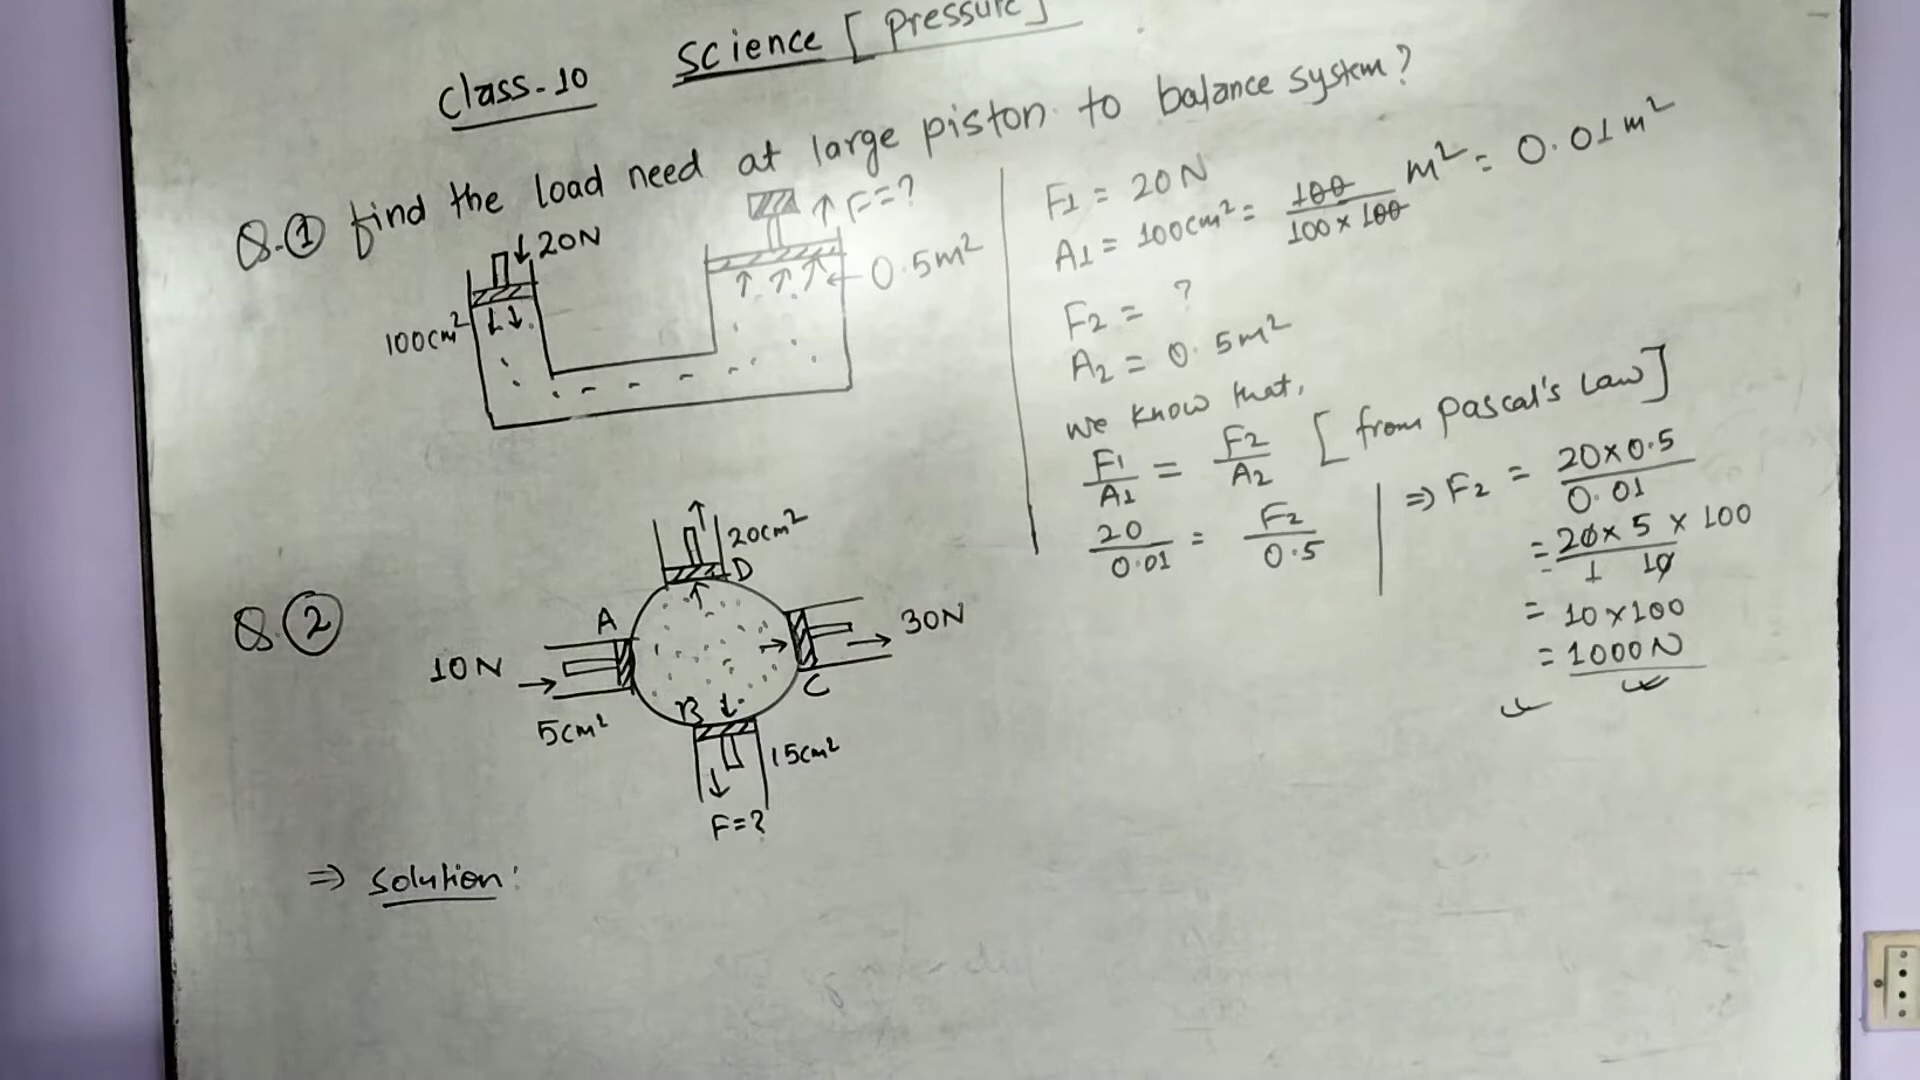 Class-10 Science [Pressure]
Q.① find the load need at large piston to balance system?
20N
F=?
100cm²
0.5m²
F1 = 20N
A1 = 100cm² = 100/100×100 m² = 0.01m²
F2 = ?
A2 = 0.5m²
we know that,
F1/A1 = F2/A2 [from pascal's law]
20/0.01 = F2/0.5
⇒ F2 = 20×0.5/0.01
= 20×5×100/1 10
= 10×100
= 1000N
Q.②
20cm²
D
A
10N
5cm²
30N
C
B
15cm²
F=?
⇒ Solution: